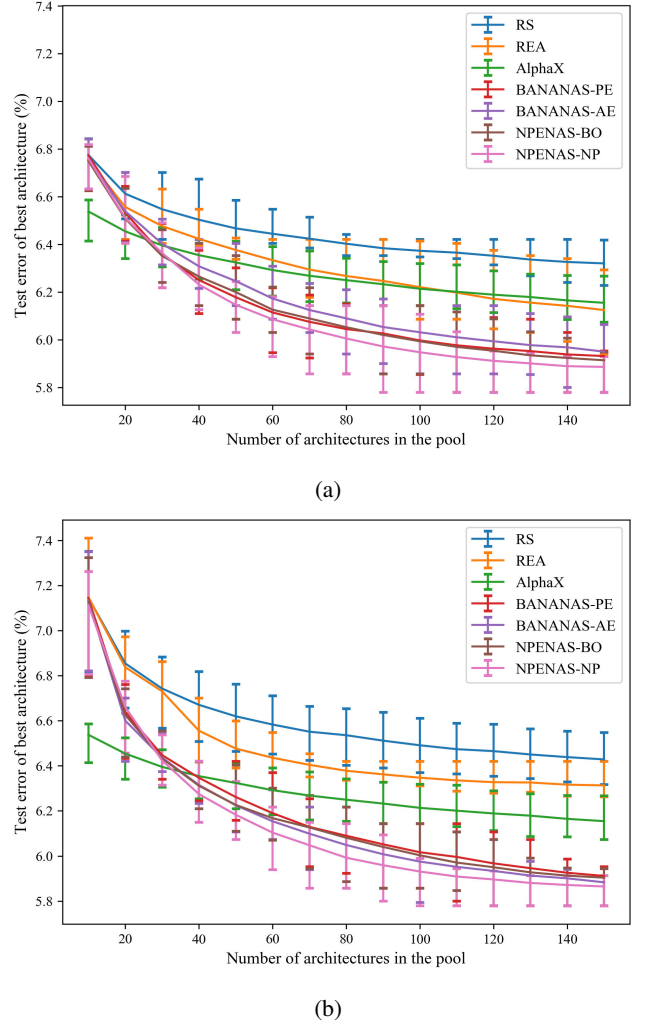 7.4
7.2
7.0
6.8
6.6
6.4
6.2
6.0
5.8
Test error of best architecture (%)
RS
REA
AlphaX
BANANAS-PE
BANANAS-AE
NPENAS-BO
NPENAS-NP
20 40 60 80 100 120 140
Number of architectures in the pool
(a)
7.4
7.2
7.0
6.8
6.6
6.4
6.2
6.0
5.8
Test error of best architecture (%)
RS
REA
AlphaX
BANANAS-PE
BANANAS-AE
NPENAS-BO
NPENAS-NP
20 40 60 80 100 120 140
Number of architectures in the pool
(b)